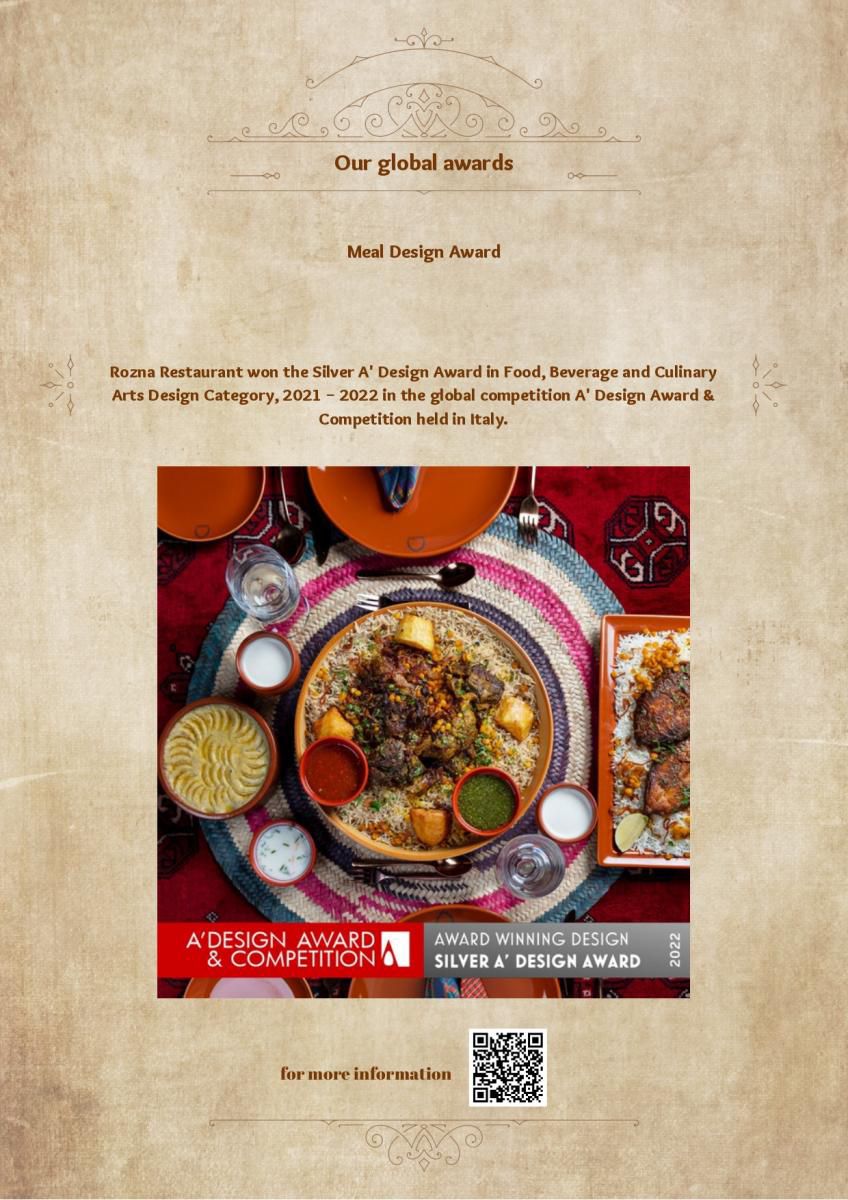 Our global awards
Meal Design Award
Rozna Restaurant won the Silver A' Design Award in Food, Beverage and Culinary
Arts Design Category, 2021 – 2022 in the global competition A' Design Award &
Competition held in Italy.
A'DESIGN AWARD
& COMPETITION
AWARD WINNING DESIGN
SILVER A' DESIGN AWARD
2022
for more information